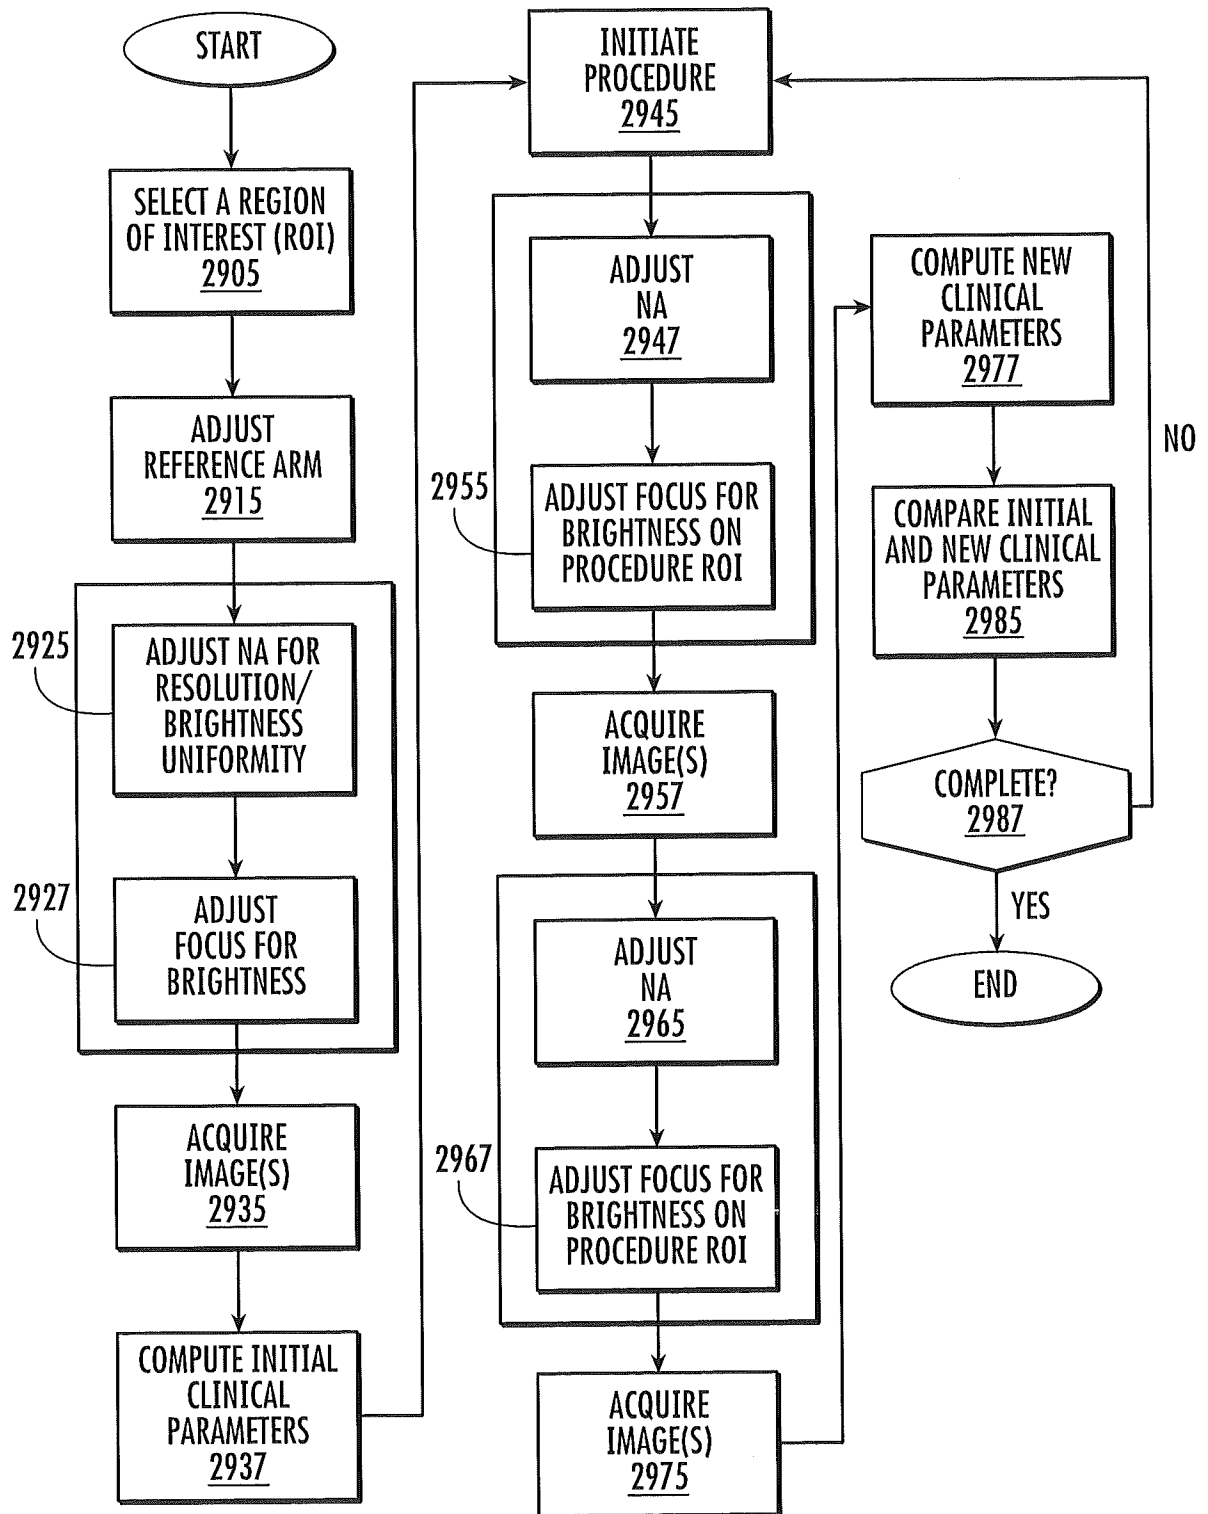 START
SELECT A REGION
OF INTEREST (ROI)
2905
ADJUST
REFERENCE ARM
2915
2925
ADJUST NA FOR
RESOLUTION/
BRIGHTNESS
UNIFORMITY
2927
ADJUST
FOCUS FOR
BRIGHTNESS
ACQUIRE
IMAGE(S)
2935
COMPUTE INITIAL
CLINICAL
PARAMETERS
2937
INITIATE
PROCEDURE
2945
ADJUST
NA
2947
2955
ADJUST FOCUS FOR
BRIGHTNESS ON
PROCEDURE ROI
ACQUIRE
IMAGE(S)
2957
ADJUST
NA
2965
2967
ADJUST FOCUS FOR
BRIGHTNESS ON
PROCEDURE ROI
ACQUIRE
IMAGE(S)
2975
COMPUTE NEW
CLINICAL
PARAMETERS
2977
COMPARE INITIAL
AND NEW CLINICAL
PARAMETERS
2985
COMPLETE?
2987
NO
YES
END